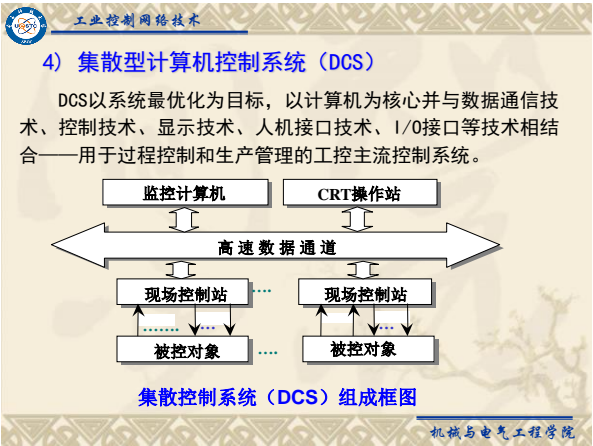 工业控制网络技术
4）集散型计算机控制系统（DCS）
DCS以系统最优化为目标，以计算机为核心并与数据通信技
术、控制技术、显示技术、人机接口技术、I/O接口等技术相结
合——用于过程控制和生产管理的工控主流控制系统。
监控计算机 CRT操作站
高速数据通道
现场控制站 .... 现场控制站
....... ... ...
被控对象 .... 被控对象
集散控制系统（DCS）组成框图
机械与电气工程学院